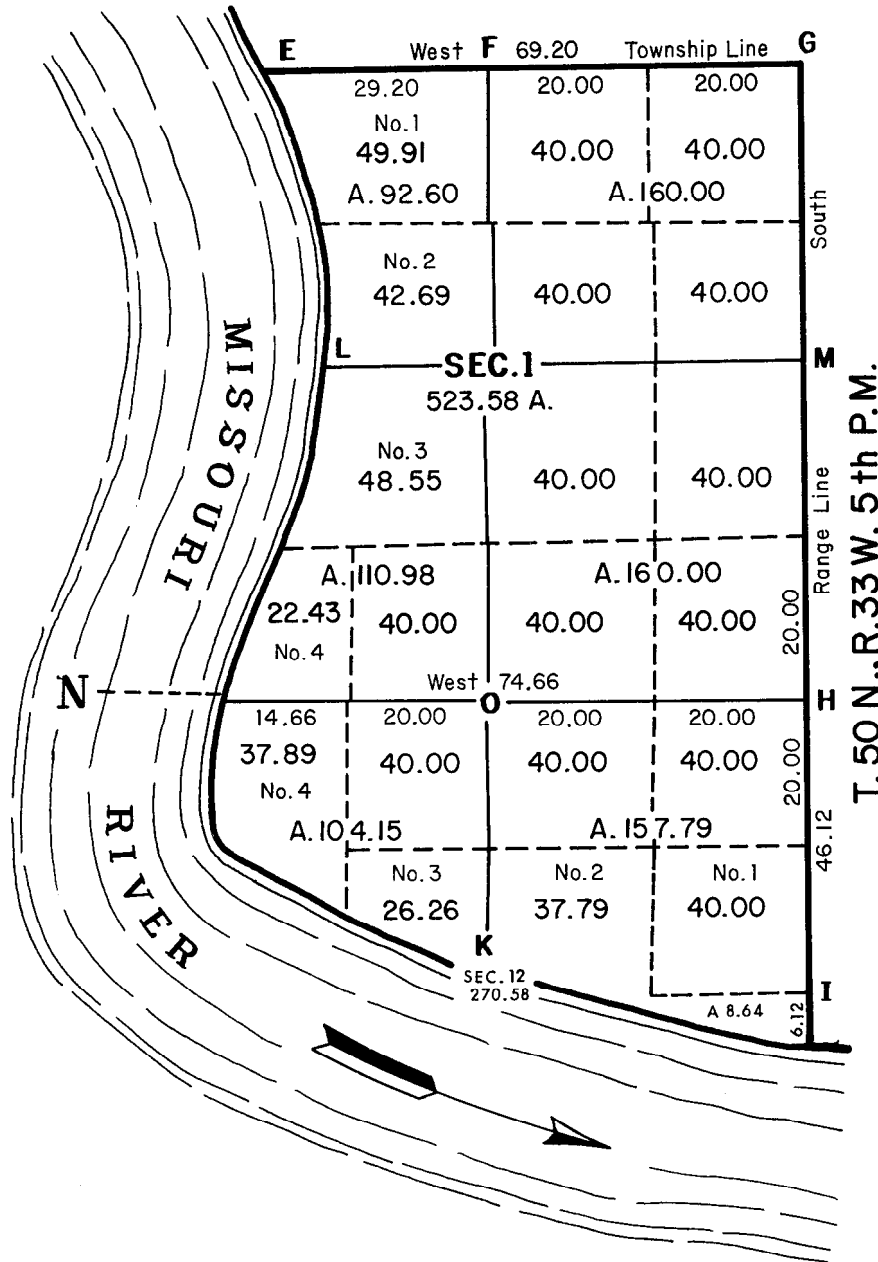 E West F 69.20 Township Line G
29.20 20.00 20.00
No. 1
49.91 40.00 40.00
A. 92.60 A. 160.00
South
No. 2
42.69 40.00 40.00
L SEC. 1 M
523.58 A.
MISSOURI
No. 3
48.55 40.00 40.00
Range Line
T. 50 N., R. 33 W. 5th P.M.
A. 110.98 A. 160.00
22.43 40.00 40.00 40.00
No. 4
20.00
West 74.66
N O H
14.66 20.00 20.00 20.00
37.89 40.00 40.00 40.00
No. 4
20.00
A. 104.15 A. 157.79
46.12
RIVER
No. 3 No. 2 No. 1
26.26 37.79 40.00
K
SEC. 12
270.58
I
A 8.64
6.12